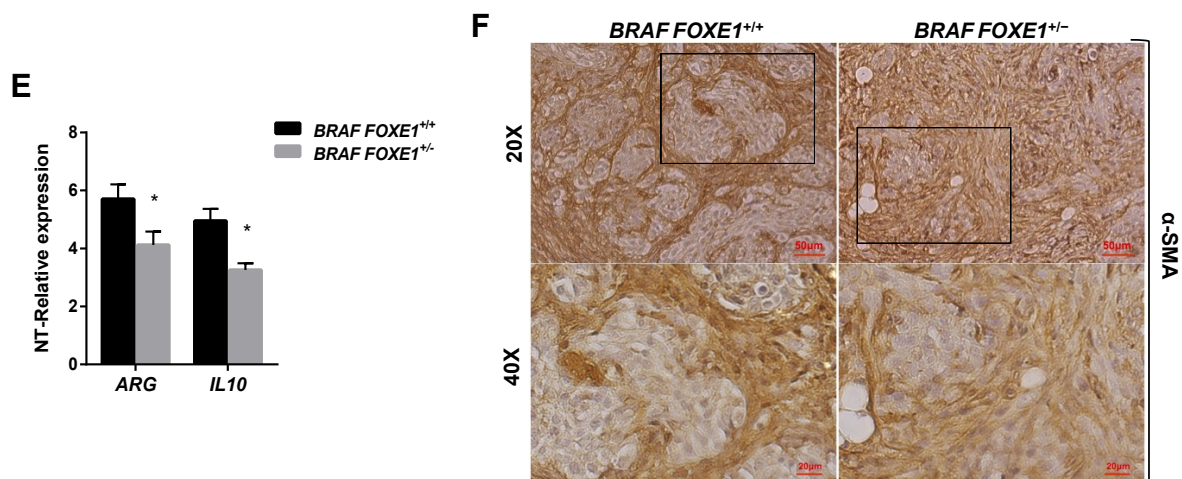 E
NT-Relative expression
8
6
4
2
0
*
*
ARG
IL10
BRAF FOXE1+/+
BRAF FOXE1+/-
F
BRAF FOXE1+/+
BRAF FOXE1+/−
20X
50µm
50µm
40X
20µm
20µm
α-SMA